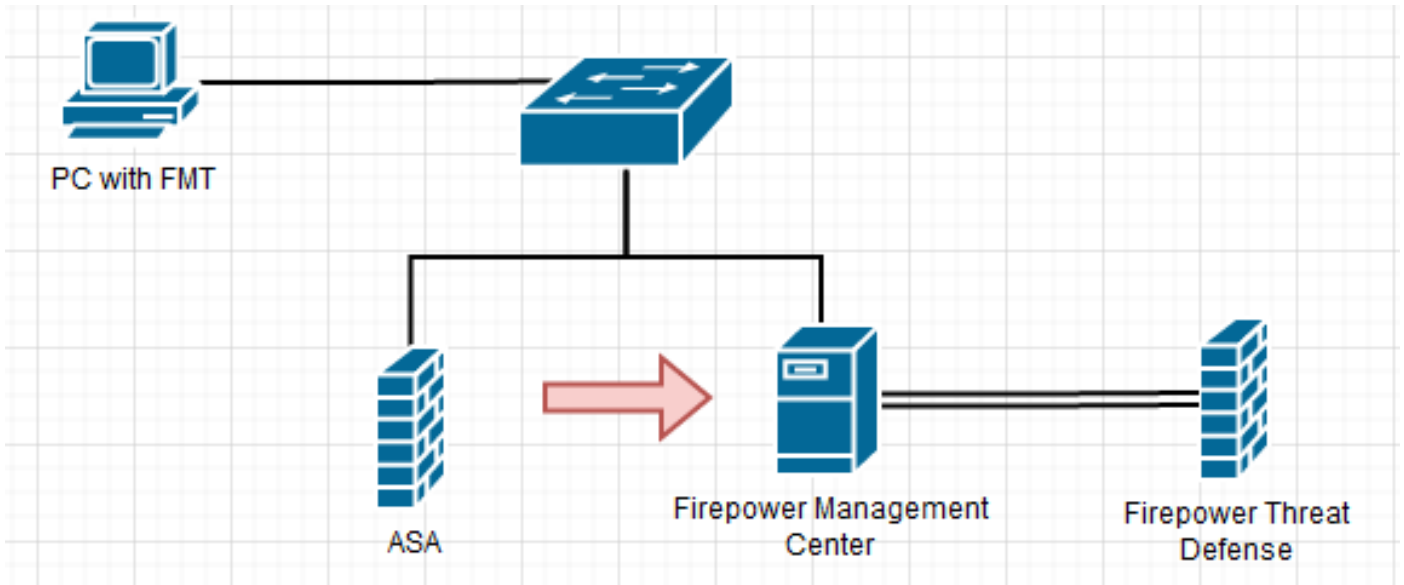 PC with FMT
ASA
Firepower Management
Center
Firepower Threat
Defense